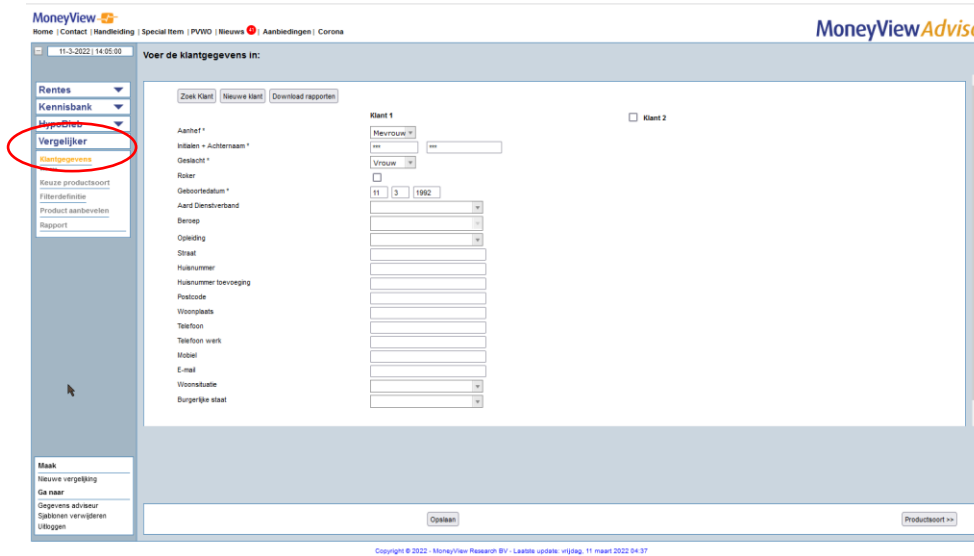 MoneyView
Home | Contact | Handleiding | Special Item | PVWO | Nieuws | Aanbiedingen | Corona
MoneyView Advis
11-3-2022 | 14:05:00
Voer de klantgegevens in:
Rentes
Kennisbank
HypoBieb
Vergelijker
Klantgegevens
Keuze productsoort
Filterdefinitie
Product aanbevelen
Rapport
Zoek Klant Nieuwe klant Download rapporten
Klant 1 Klant 2
Aanhef * Mevrouw
Initialen + Achternaam * *** ***
Geslacht * Vrouw
Roker
Geboortedatum * 11 3 1992
Aard Dienstverband
Beroep
Opleiding
Straat
Huisnummer
Huisnummer toevoeging
Postcode
Woonplaats
Telefoon
Telefoon werk
Mobiel
E-mail
Woonsituatie
Burgerlijke staat
Maak
Nieuwe vergelijking
Ga naar
Gegevens adviseur
Sjablonen verwijderen
Uitloggen
Opslaan
Productsoort >>
Copyright © 2022 - MoneyView Research BV - Laatste update: vrijdag, 11 maart 2022 04:37